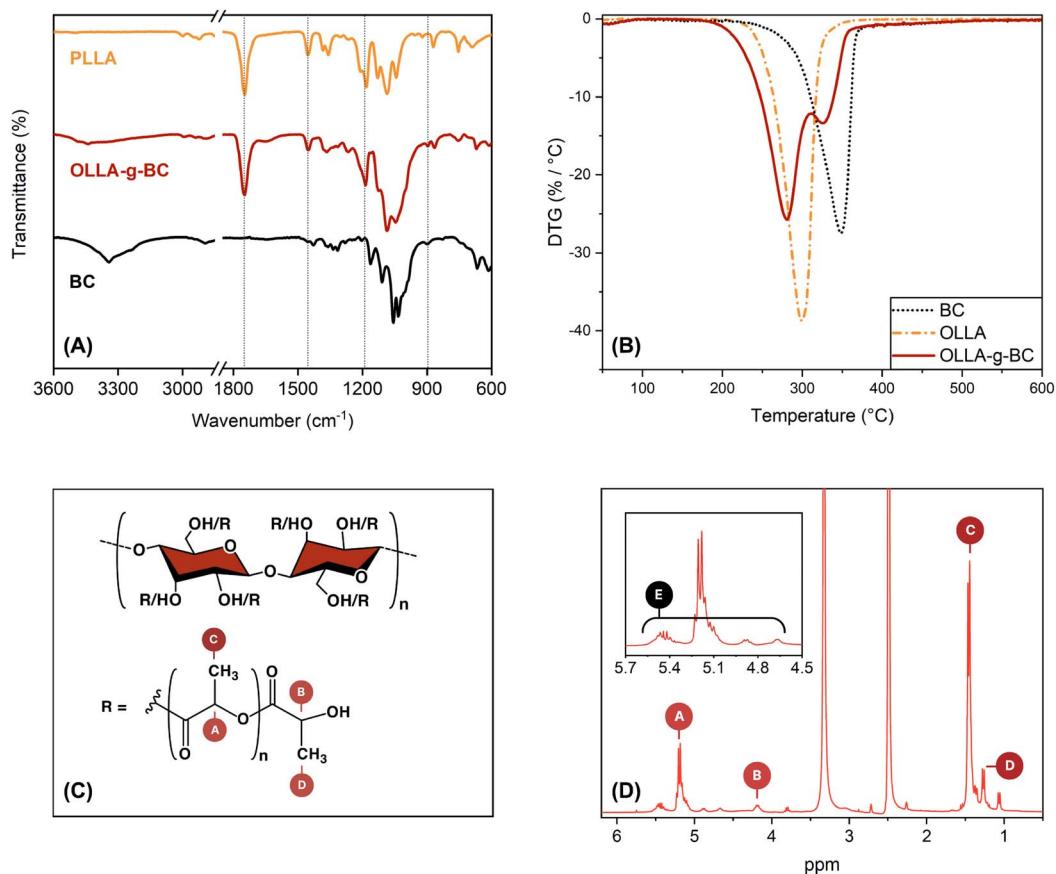 PLLA
OLLA-g-BC
BC
(A)
Transmittance (%)
3600 3300 3000 1800 1500 1200 900 600
Wavenumber (cm-1)
0
-10
-20
-30
-40
DTG (% / °C)
BC
OLLA
OLLA-g-BC
(B)
100 200 300 400 500 600
Temperature (°C)
OH/R R/HO OH/R
O O O O
R/HO OH/R OH/R n
C
CH3 O B
R = O OH
O A n CH3
D
(C)
E
5.7 5.4 5.1 4.8 4.5
C
A
B
D
(D)
6 5 4 3 2 1
ppm